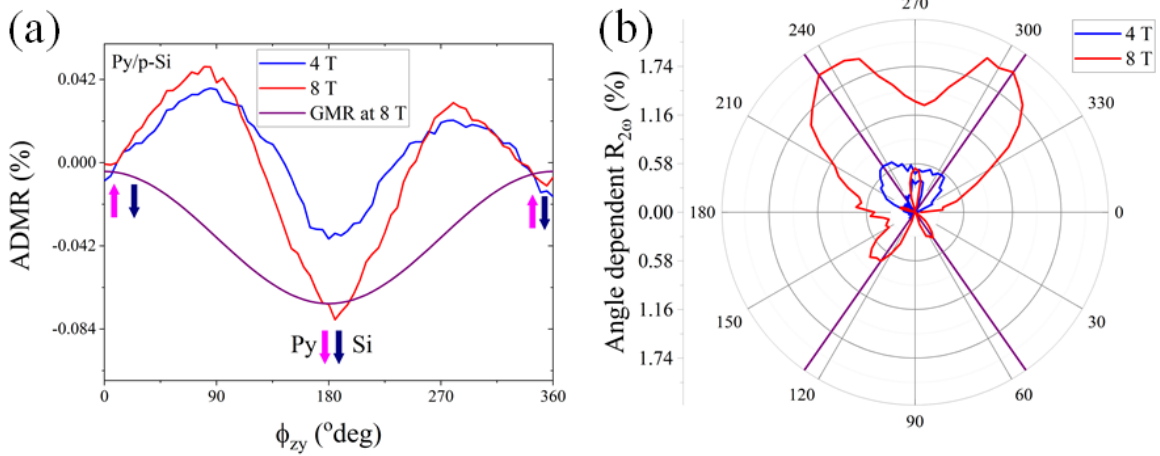 (a)
Py/p-Si
4 T
8 T
GMR at 8 T
0.042
0.000
-0.042
-0.084
ADMR (%)
Py
Si
0
90
180
270
360
ϕzy (°deg)
(b)
270
240
300
4 T
8 T
210
330
180
0
150
30
120
60
90
1.74
1.16
0.58
0.00
0.58
1.16
1.74
Angle dependent R2ω (%)